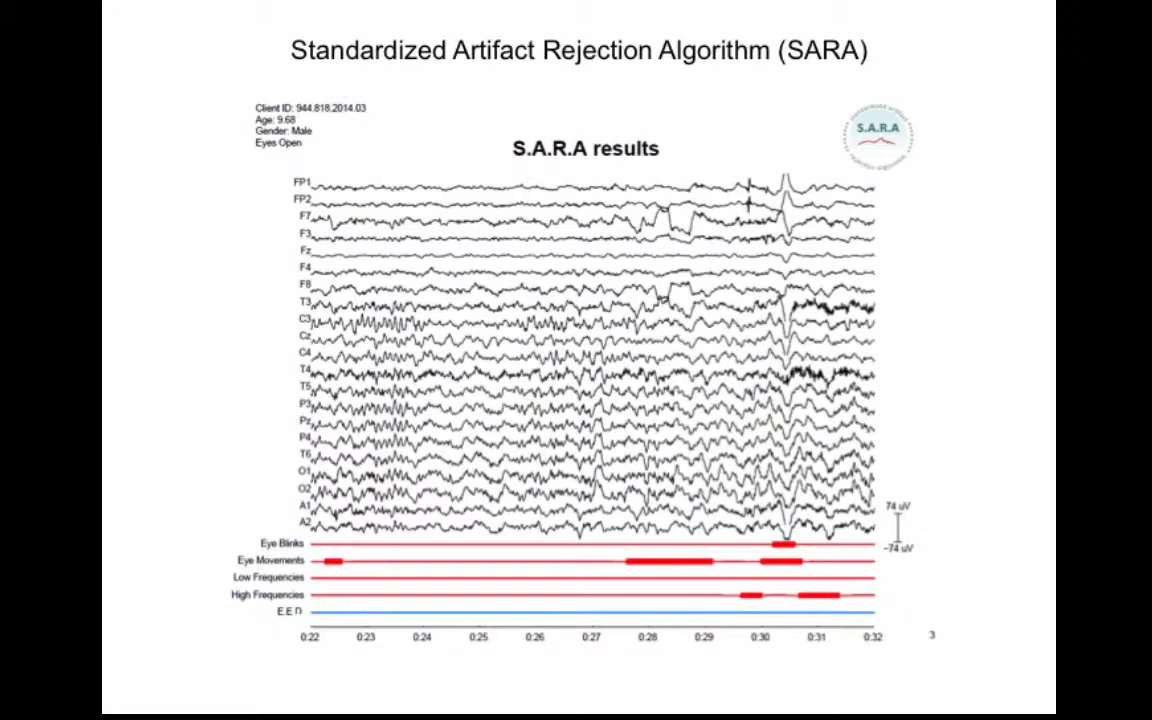 Standardized Artifact Rejection Algorithm (SARA)
Client ID: 944.818.2014.03
Age: 9.68
Gender: Male
Eyes Open
S.A.R.A
S.A.R.A results
FP1
FP2
F7
F3
Fz
F4
F8
T3
C3
Cz
C4
T4
T5
P3
Pz
P4
T6
O1
O2
A1
A2
74 uV
-74 uV
Eye Blinks
Eye Movements
Low Frequencies
High Frequencies
E.E.D
0:22 0:23 0:24 0:25 0:26 0:27 0:28 0:29 0:30 0:31 0:32
3